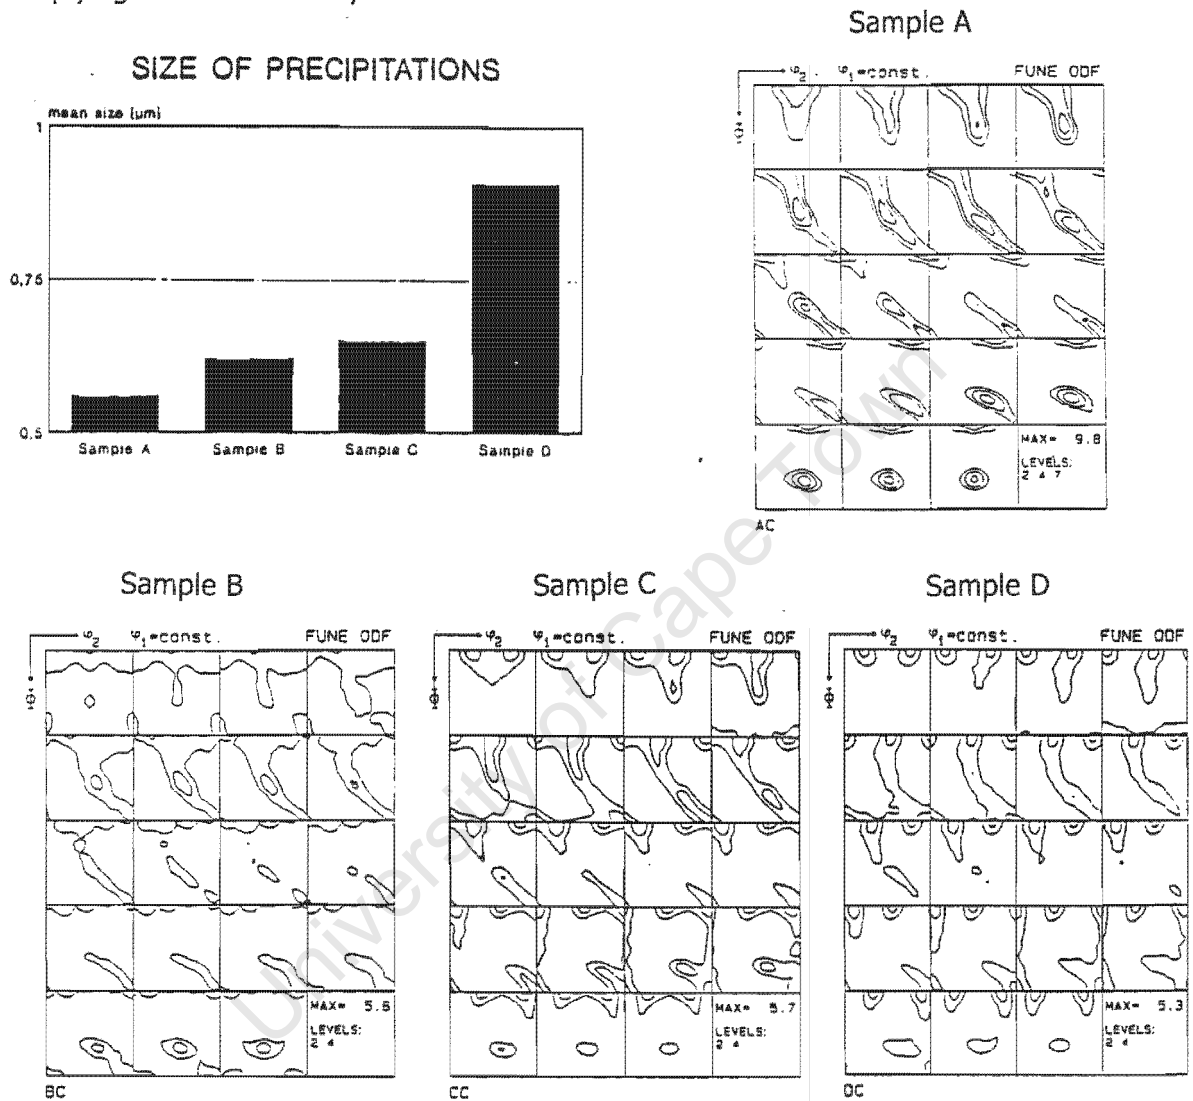 Sample A
SIZE OF PRECIPITATIONS
mean size (µm)
1
0,75
0,5
Sample A Sample B Sample C Sample D
φ2 φ1=const. FUNE ODF
Φ
MAX= 9.8
LEVELS:
2 4 7
AC
Sample B Sample C Sample D
φ2 φ1=const. FUNE ODF
Φ
MAX= 5.6
LEVELS:
2 4
BC
φ2 φ1=const. FUNE ODF
Φ
MAX= 5.7
LEVELS:
2 4
CC
φ2 φ1=const. FUNE ODF
Φ
MAX= 5.3
LEVELS:
2 4
DC
University of Cape Town